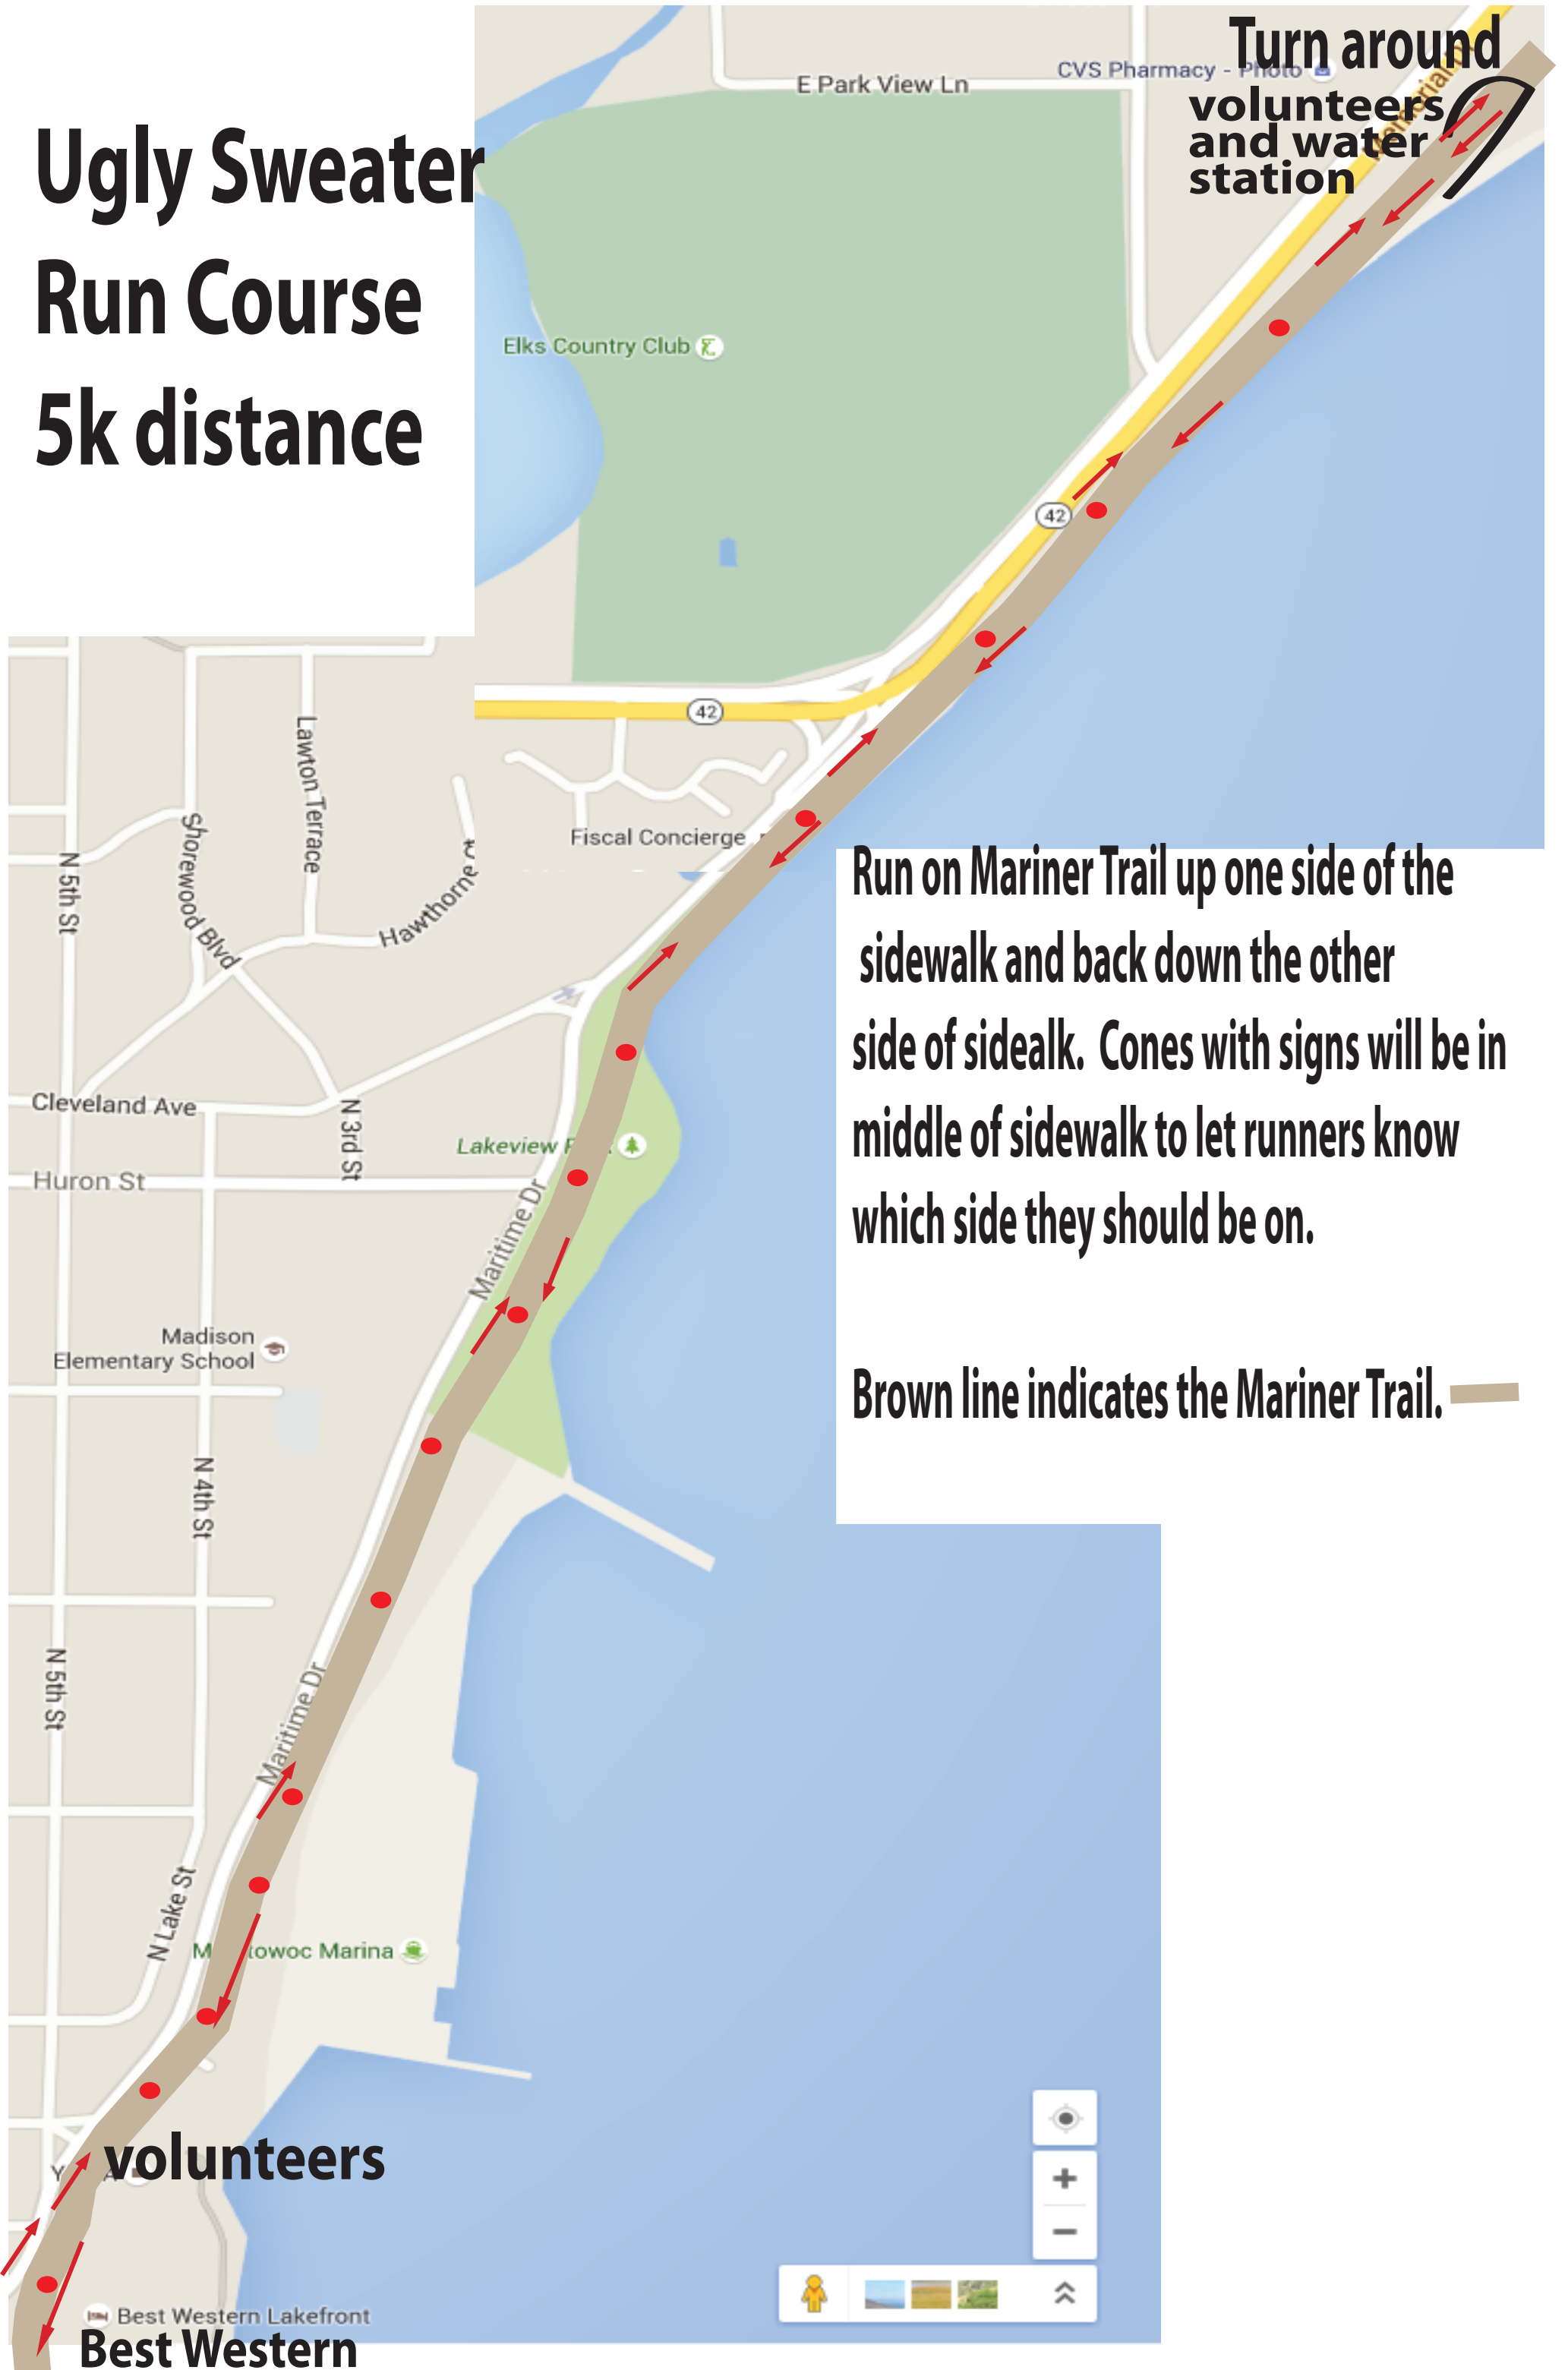 Ugly Sweater
Run Course
5k distance
Turn around
CVS Pharmacy - Photo
E Park View Ln
volunteers
and water
station
Elks Country Club
42
42
Lawton Terrace
Shorewood Blvd
N 5th St
Hawthorne
Fiscal Concierge
Run on Mariner Trail up one side of the
sidewalk and back down the other
side of sidealk. Cones with signs will be in
middle of sidewalk to let runners know
which side they should be on.
Brown line indicates the Mariner Trail.
Cleveland Ave
N 3rd St
Lakeview
Huron St
Maritime Dr
Madison
Elementary School
N 4th St
N 5th St
Maritime Dr
N Lake St
Marina
volunteers
Best Western Lakefront
Best Western